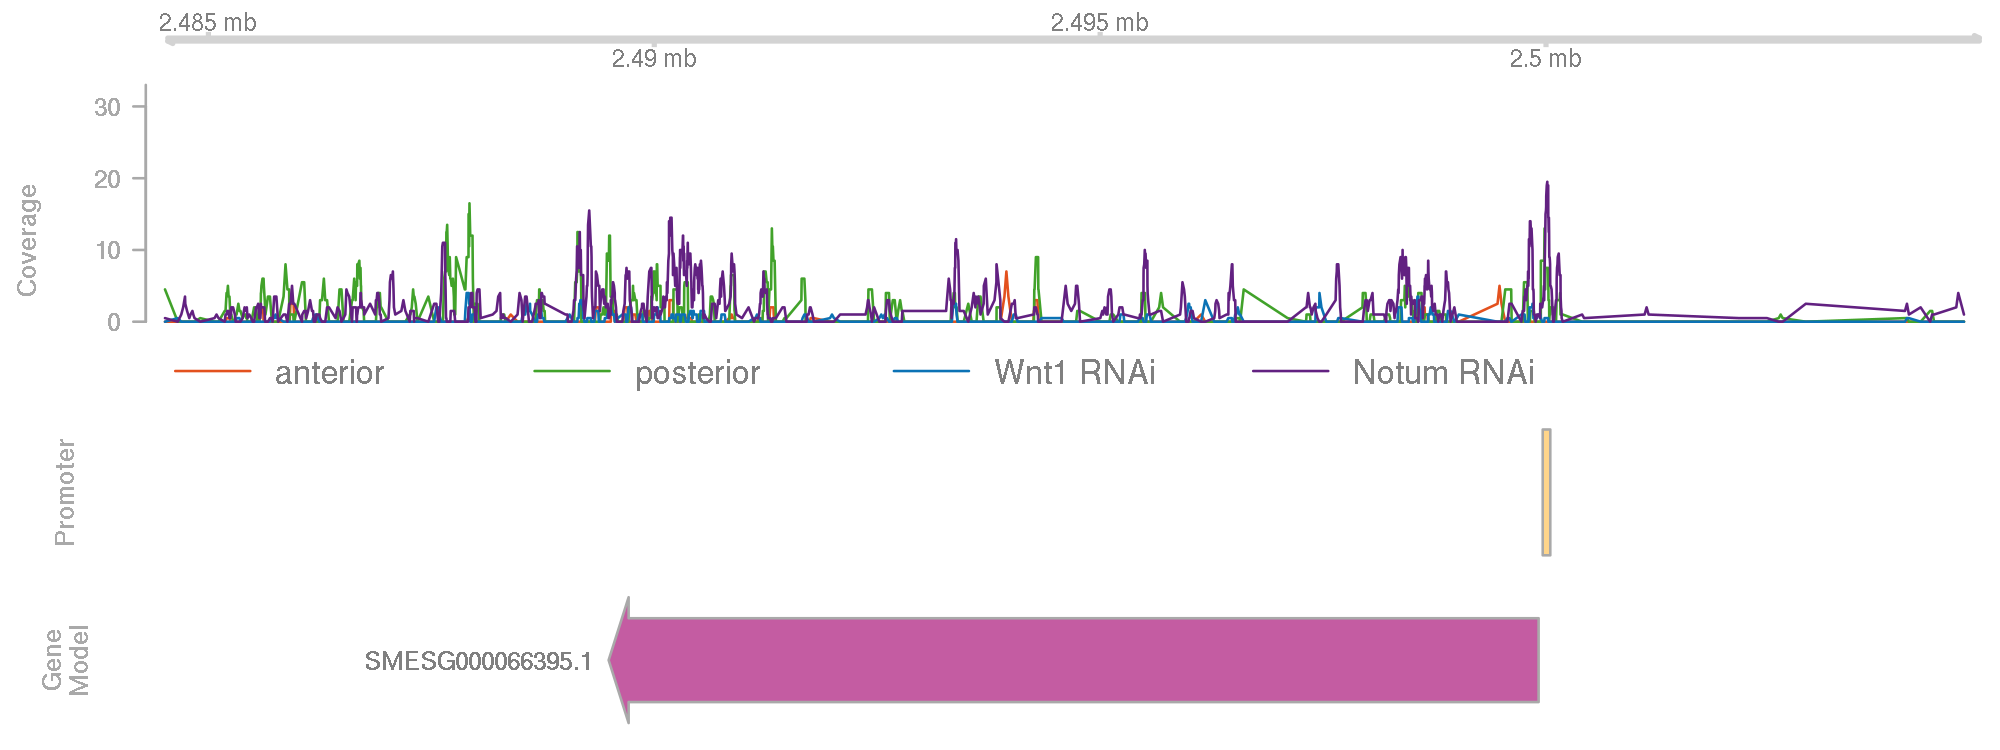 2.485 mb
2.495 mb
2.49 mb
2.5 mb
30
20
10
0
Coverage
anterior
posterior
Wnt1 RNAi
Notum RNAi
Promoter
Gene
Model
SMESG000066395.1